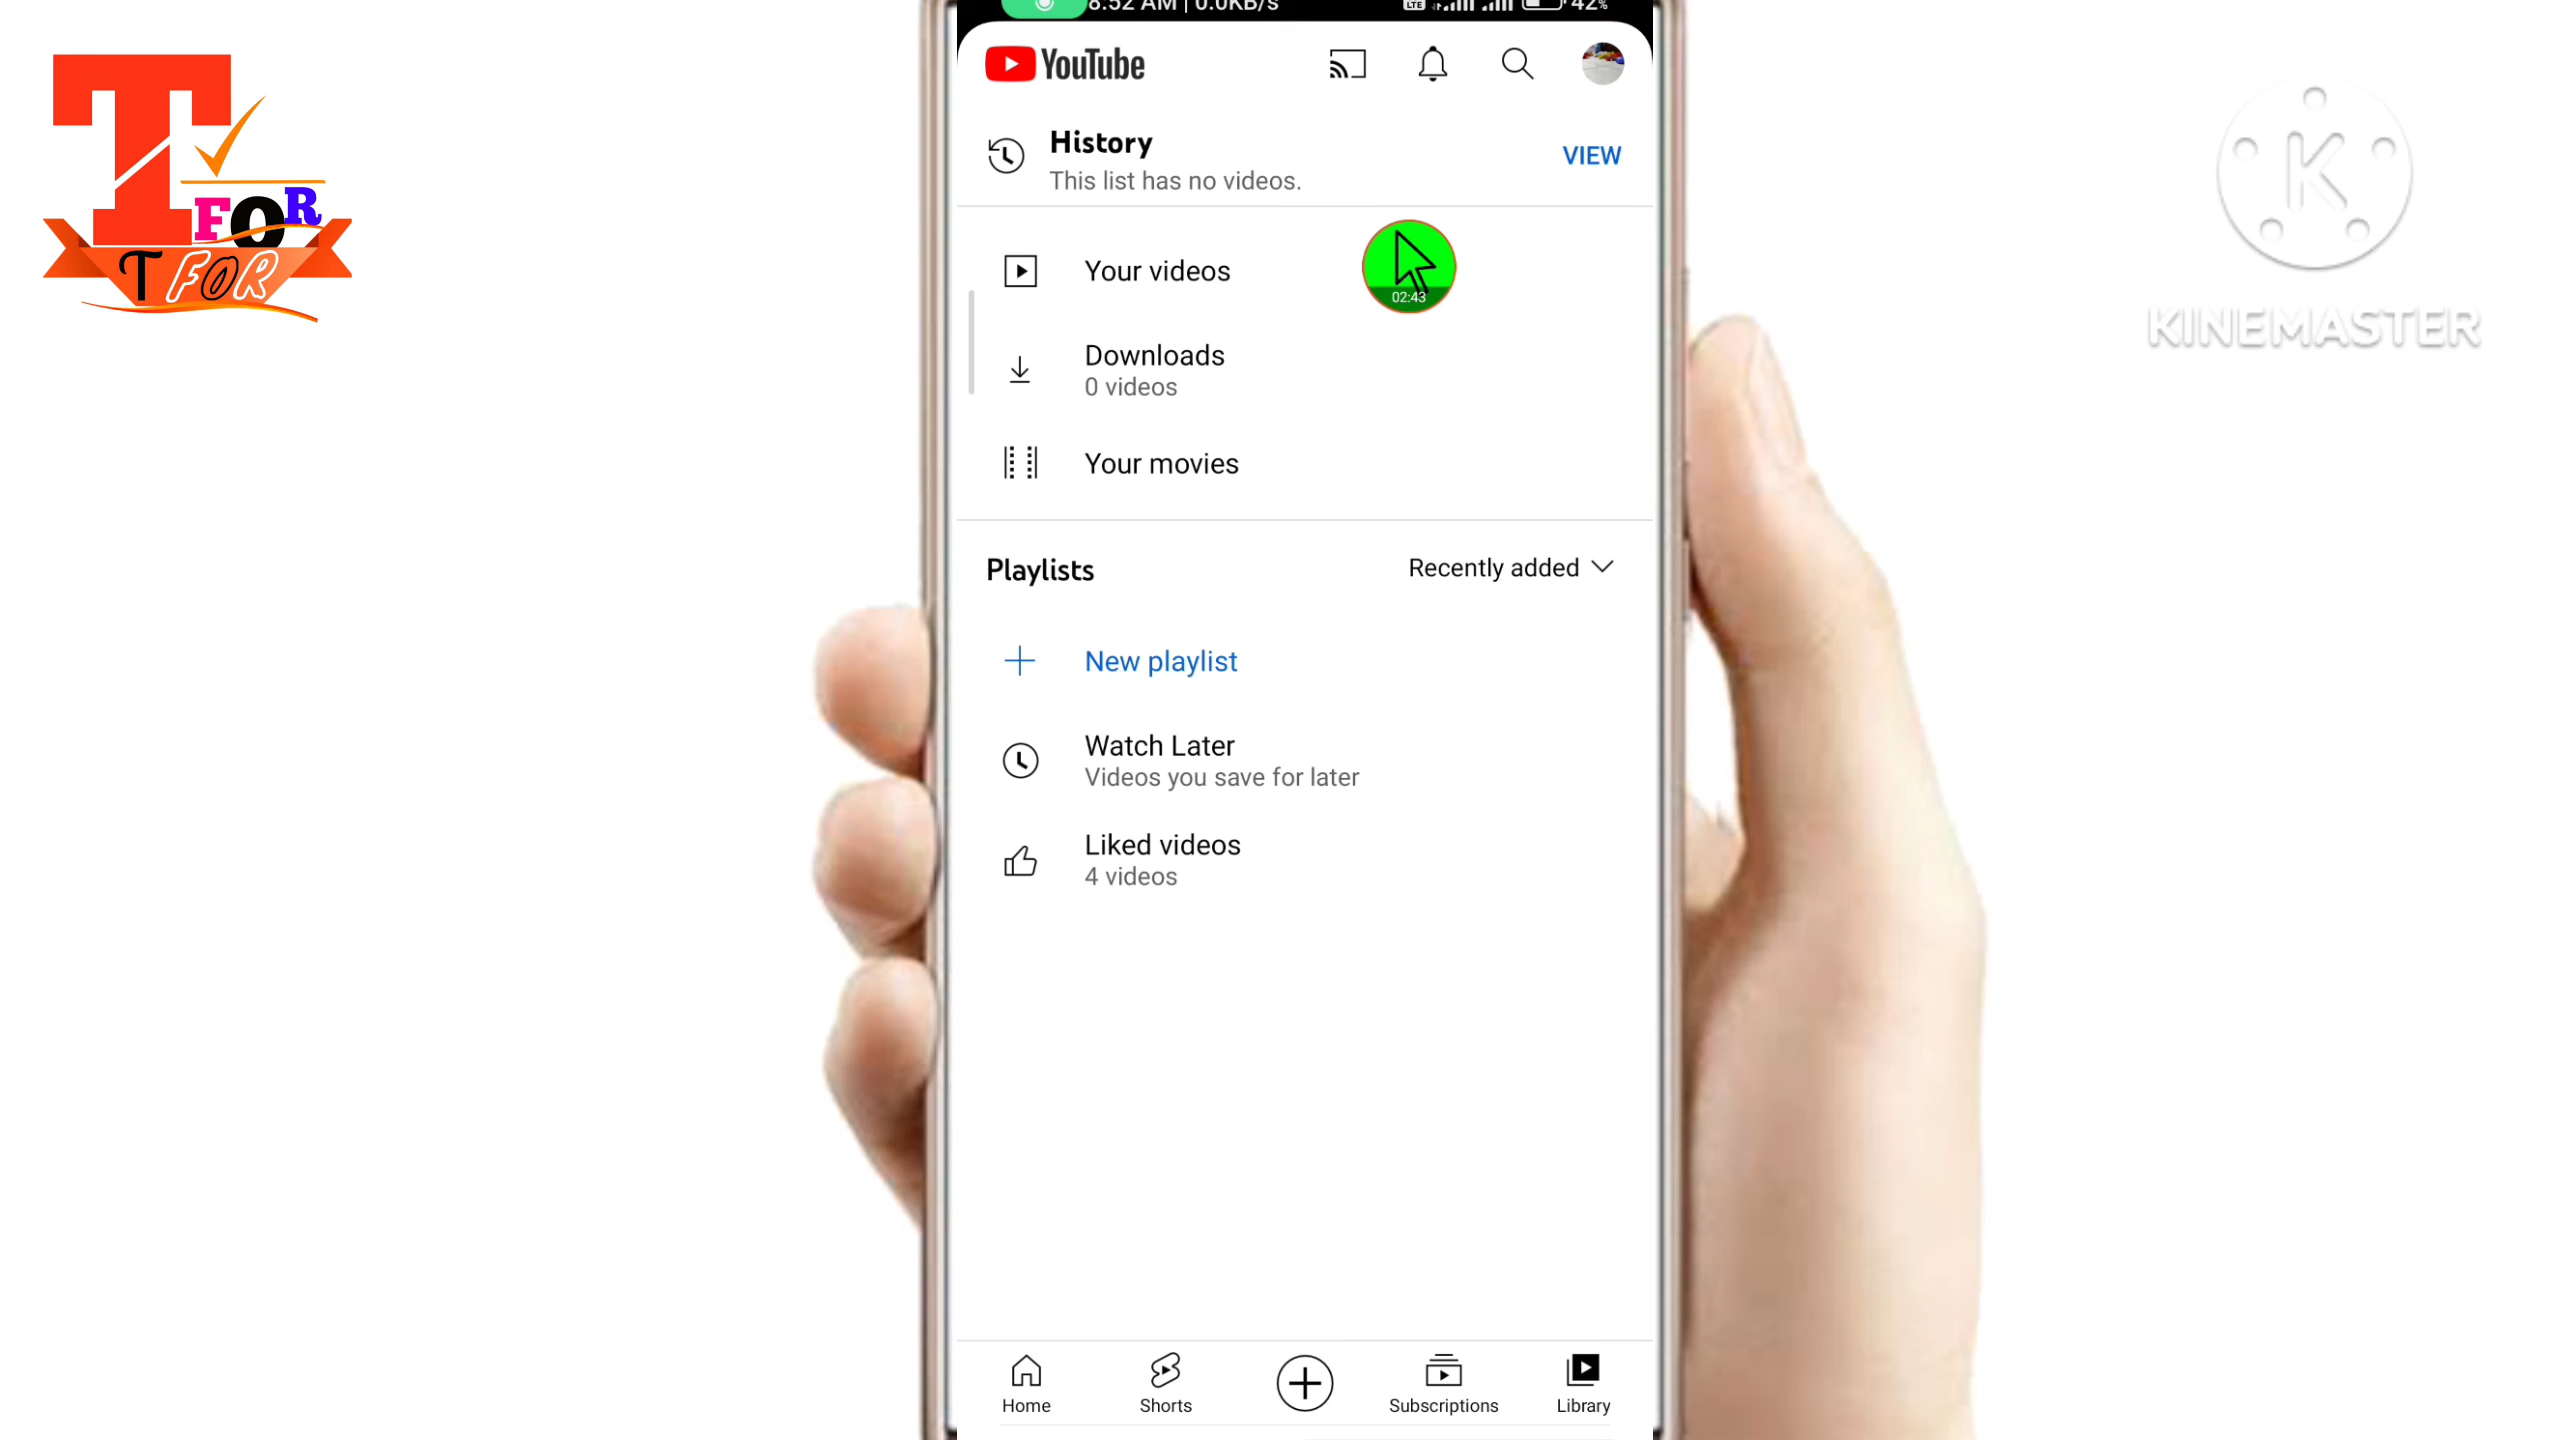 T
FOR
T FOR
8:52 AM | 0.0KB/s
LTE
42%
YouTube
History
This list has no videos.
VIEW
Your videos
02:43
Downloads
0 videos
Your movies
Playlists
Recently added
New playlist
Watch Later
Videos you save for later
Liked videos
4 videos
Home
Shorts
Subscriptions
Library
K
KINEMASTER